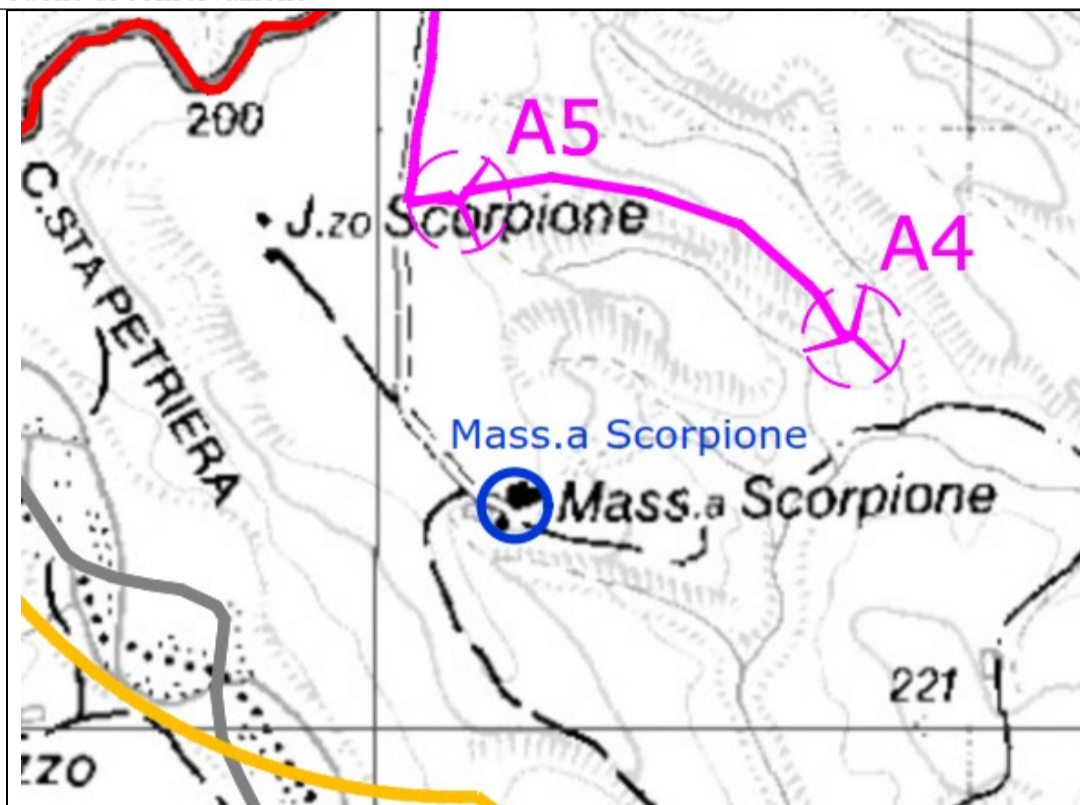 200
A5
C.STA PETRIERA
J.zo Scorpione
A4
Mass.a Scorpione
Mass.a Scorpione
221
zzo